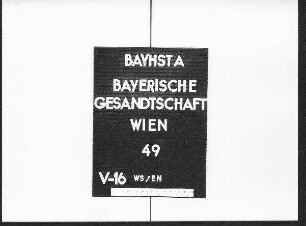 BAYHSTA
BAYERISCHE
GESANDTSCHAFT
WIEN
49
V-16 WS/EN